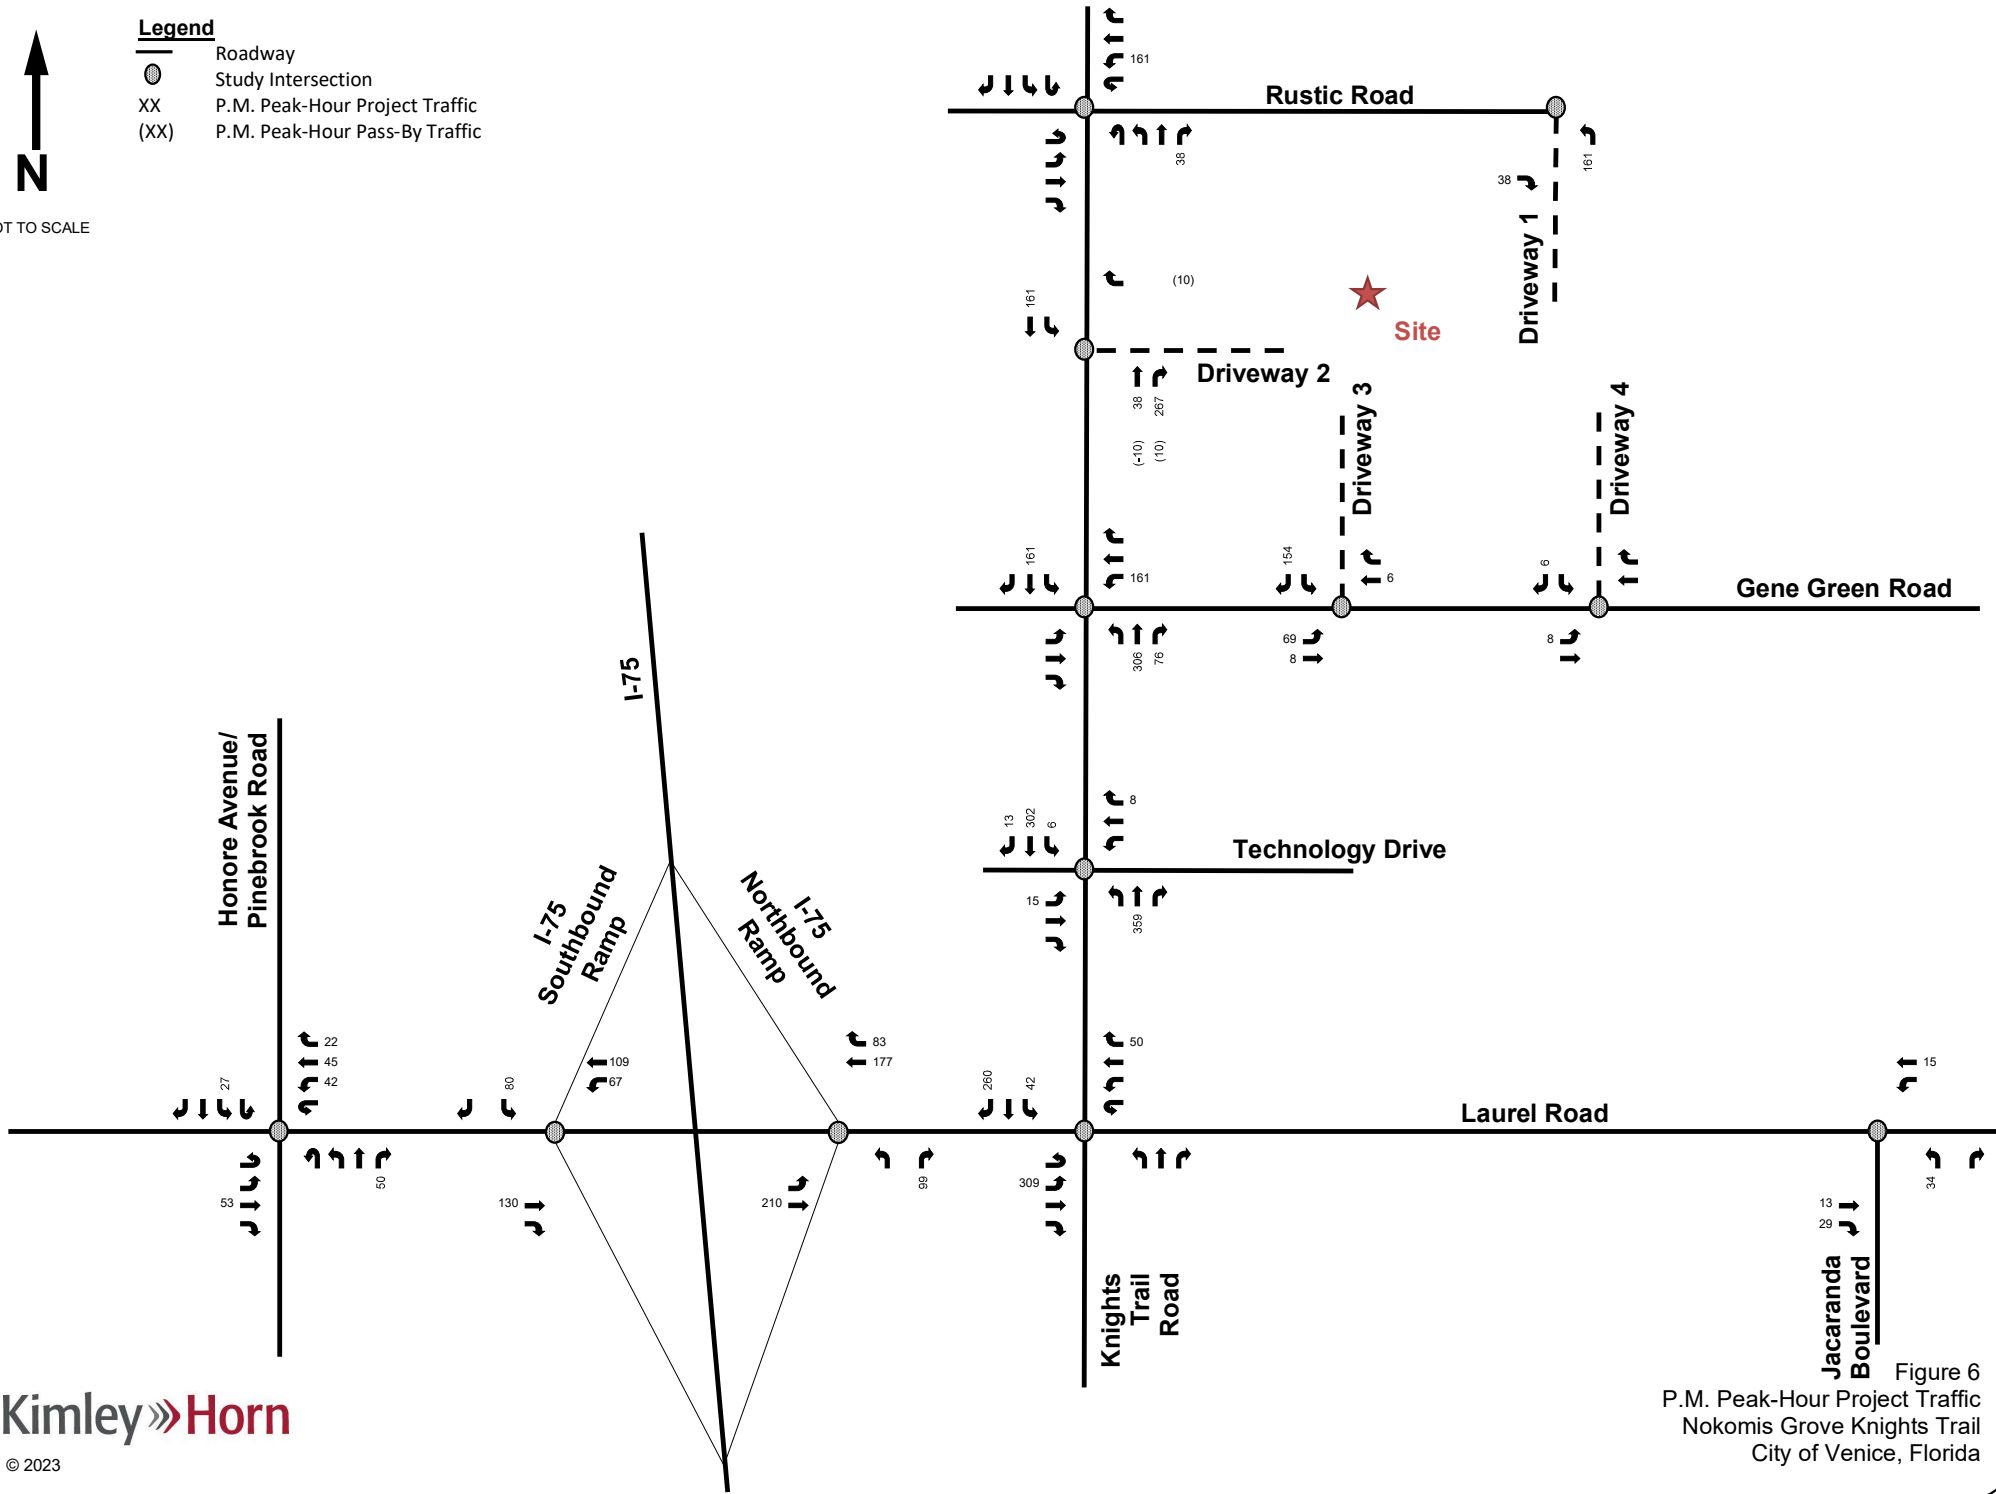 Legend
Roadway
Study Intersection
XX P.M. Peak-Hour Project Traffic
(XX) P.M. Peak-Hour Pass-By Traffic
N
OT TO SCALE
161
Rustic Road
38
161
38
Driveway 1
(10)
161
Site
Driveway 2
38
267
(-10)
(10)
Driveway 3
Driveway 4
161
161
154
6
6
Gene Green Road
306
76
69
8
8
I-75
Honore Avenue/
Pinebrook Road
13
302
6
8
Technology Drive
15
359
I-75
Southbound
Ramp
I-75
Northbound
Ramp
22
45
42
27
80
109
67
83
177
260
42
50
Laurel Road
15
53
50
130
210
99
309
13
29
34
Knights
Trail
Road
Jacaranda
Boulevard
Figure 6
P.M. Peak-Hour Project Traffic
Nokomis Grove Knights Trail
City of Venice, Florida
Kimley»Horn
© 2023